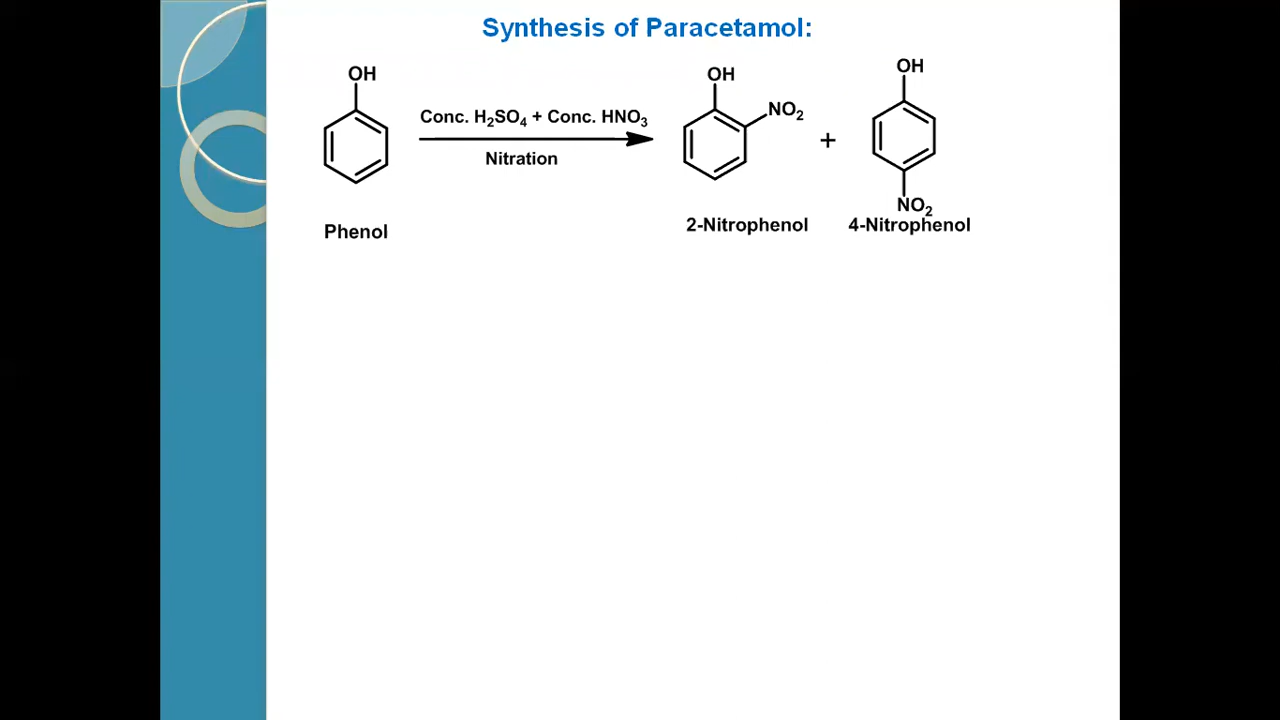 Synthesis of Paracetamol:
OH
OH
OH
Conc. H₂SO₄ + Conc. HNO₃
NO₂
+
Nitration
NO₂
Phenol
2-Nitrophenol
4-Nitrophenol